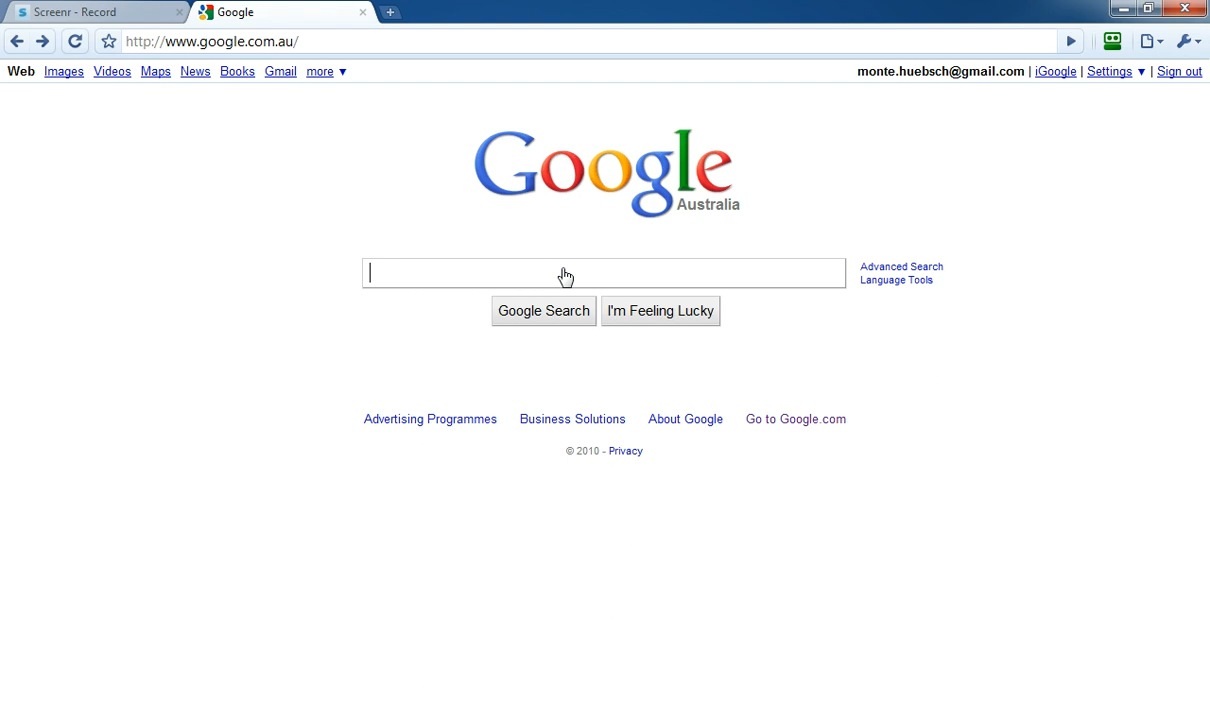 Screenr - Record
Google
http://www.google.com.au/
Web Images Videos Maps News Books Gmail more ▼
monte.huebsch@gmail.com | iGoogle | Settings ▼ | Sign out
Google
Australia
Advanced Search
Language Tools
Google Search
I'm Feeling Lucky
Advertising Programmes
Business Solutions
About Google
Go to Google.com
© 2010 - Privacy